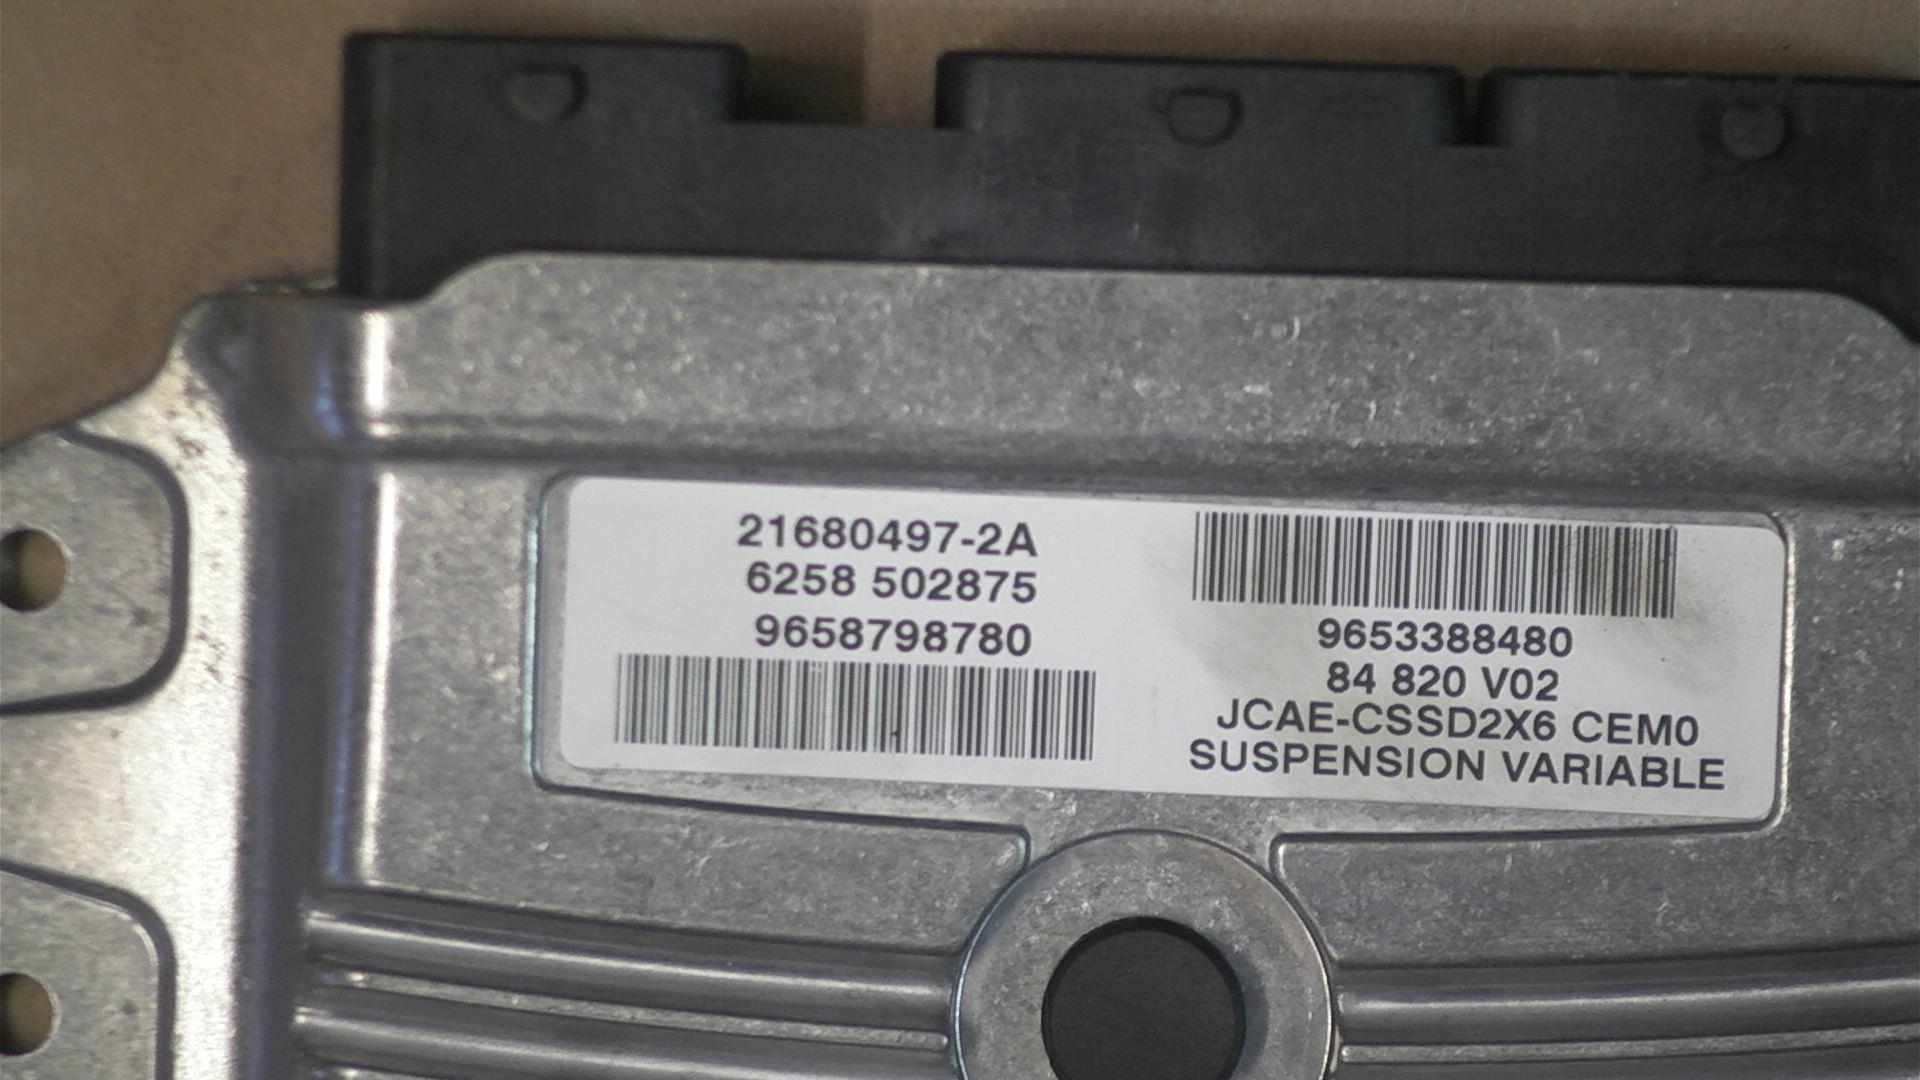 21680497-2A
6258 502875
9658798780
9653388480
84 820 V02
JCAE-CSSD2X6 CEM0
SUSPENSION VARIABLE